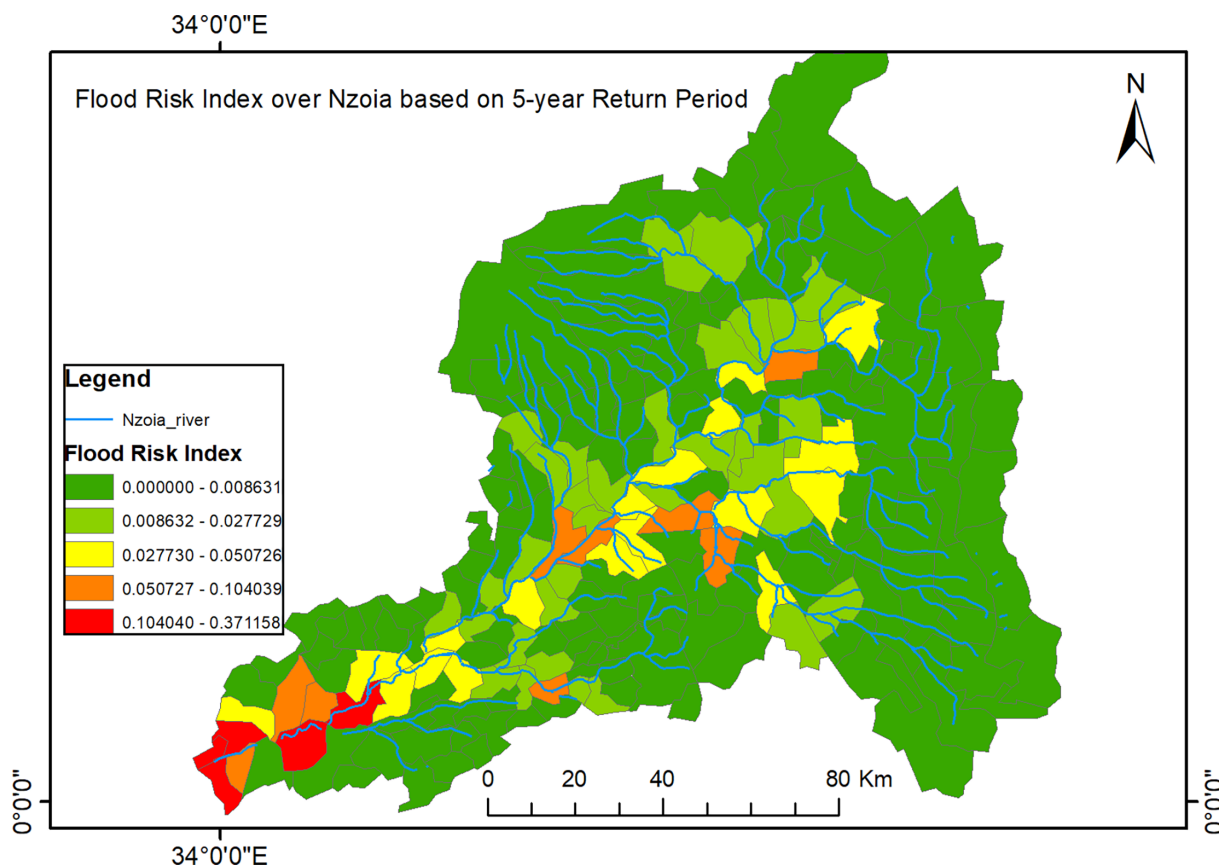 34°0'0"E
Flood Risk Index over Nzoia based on 5-year Return Period
N
Legend
Nzoia_river
Flood Risk Index
0.000000 - 0.008631
0.008632 - 0.027729
0.027730 - 0.050726
0.050727 - 0.104039
0.104040 - 0.371158
0 20 40 80 Km
0°0'0"
0°0'0"
34°0'0"E